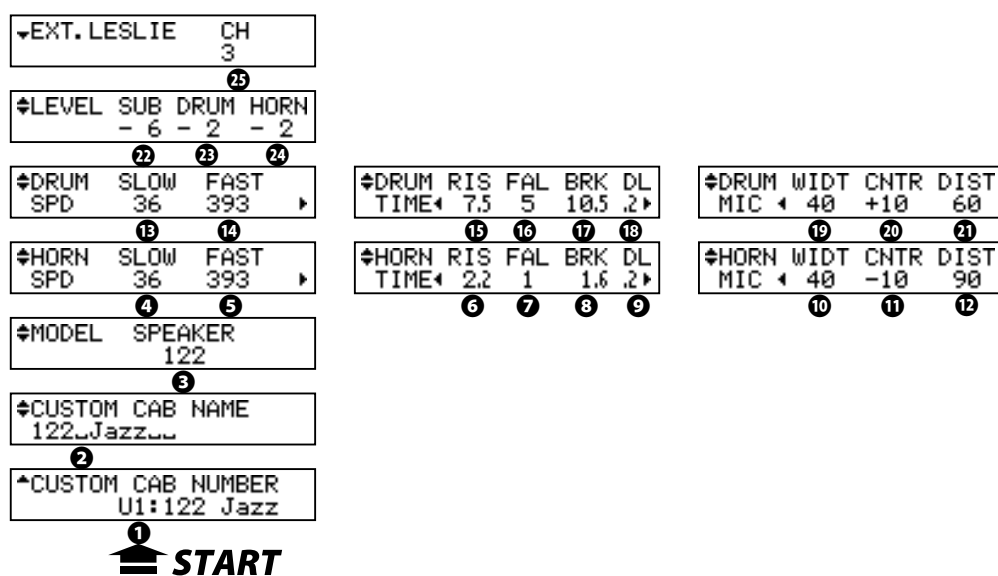 EXT.LESLIE CH
3
25
LEVEL SUB DRUM HORN
- 6 - 2 - 2
22 23 24
DRUM SLOW FAST
SPD 36 393
13 14
DRUM RIS FAL BRK DL
TIME 7.5 5 10.5 .2
15 16 17 18
DRUM WIDT CNTR DIST
MIC 40 +10 60
19 20 21
HORN SLOW FAST
SPD 36 393
4 5
HORN RIS FAL BRK DL
TIME 2.2 1 1.6 .2
6 7 8 9
HORN WIDT CNTR DIST
MIC 40 -10 90
10 11 12
MODEL SPEAKER
122
3
CUSTOM CAB NAME
122␣Jazz␣␣
2
CUSTOM CAB NUMBER
U1:122 Jazz
1
START